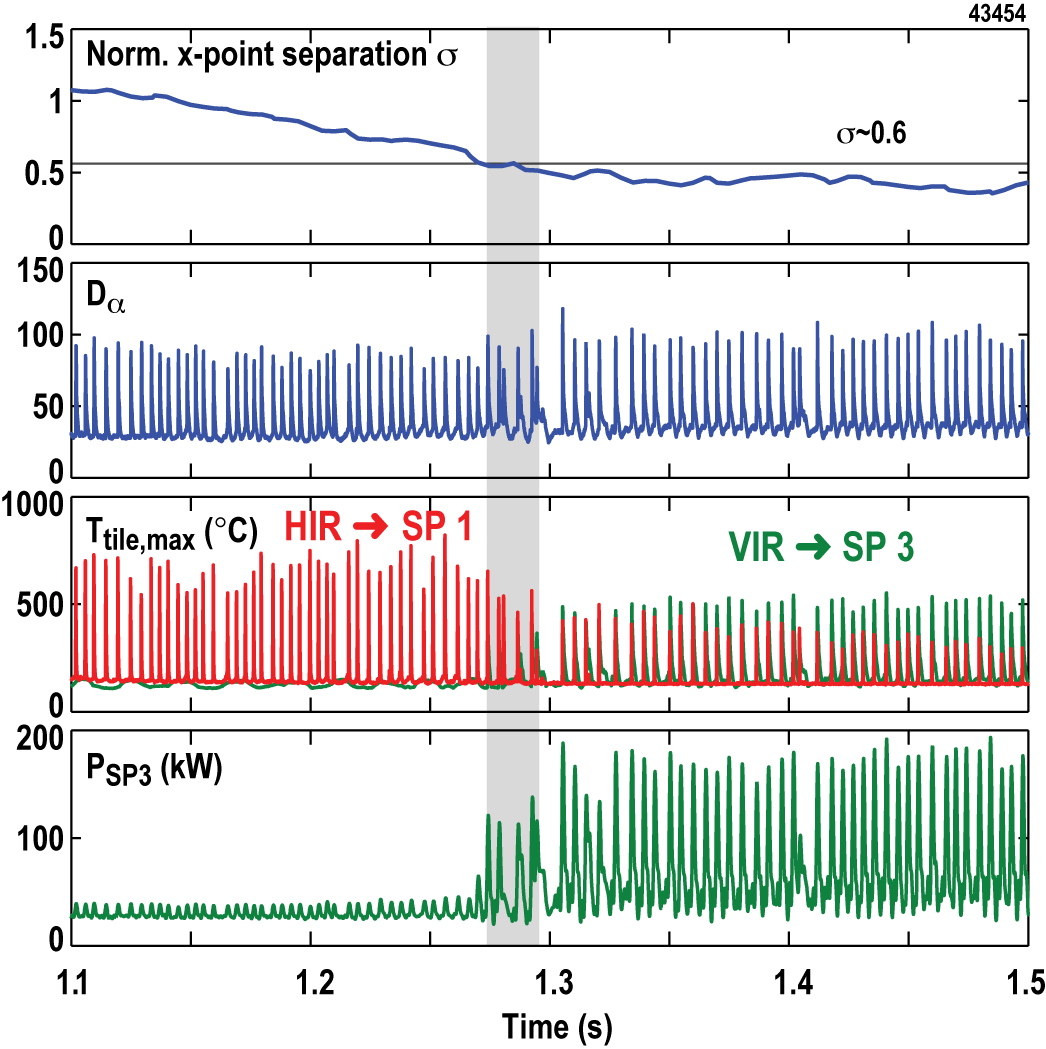 43454
1.5
Norm. x-point separation σ
1
σ~0.6
0.5
0
150
Dα
100
50
0
1000
Ttile,max (°C)
HIR → SP 1
VIR → SP 3
500
0
200
PSP3 (kW)
100
0
1.1 1.2 1.3 1.4 1.5
Time (s)